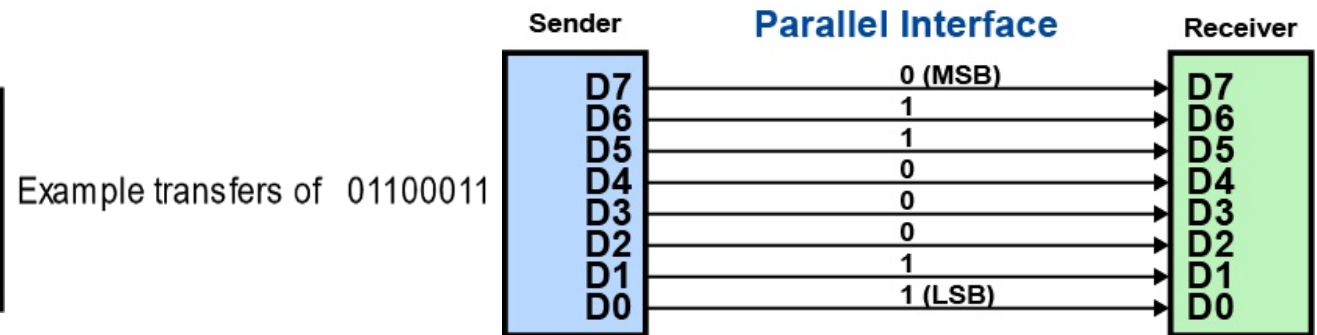 Sender
Parallel Interface
Receiver
D7 0 (MSB) D7
D6 1 D6
D5 1 D5
D4 0 D4
Example transfers of 01100011
D3 0 D3
D2 0 D2
D1 1 D1
D0 1 (LSB) D0